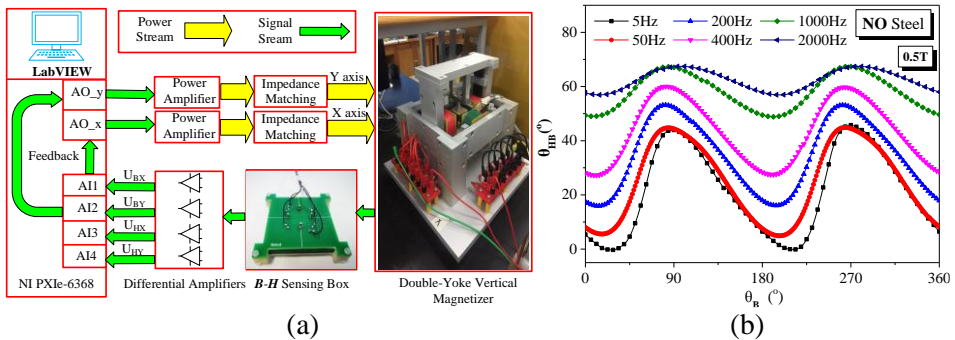 LabVIEW
Power
Stream
Signal
Sream
AO_y
AO_x
Feedback
AI1
AI2
AI3
AI4
NI PXIe-6368
Power
Amplifier
Impedance
Matching
Y axis
Power
Amplifier
Impedance
Matching
X axis
U_BX
U_BY
U_HX
U_HY
Differential Amplifiers
B-H Sensing Box
Double-Yoke Vertical
Magnetizer
(a)
5Hz 200Hz 1000Hz
50Hz 400Hz 2000Hz
NO Steel
0.5T
θ_HB (°)
80
60
40
20
0
0 90 180 270 360
θ_B (°)
(b)